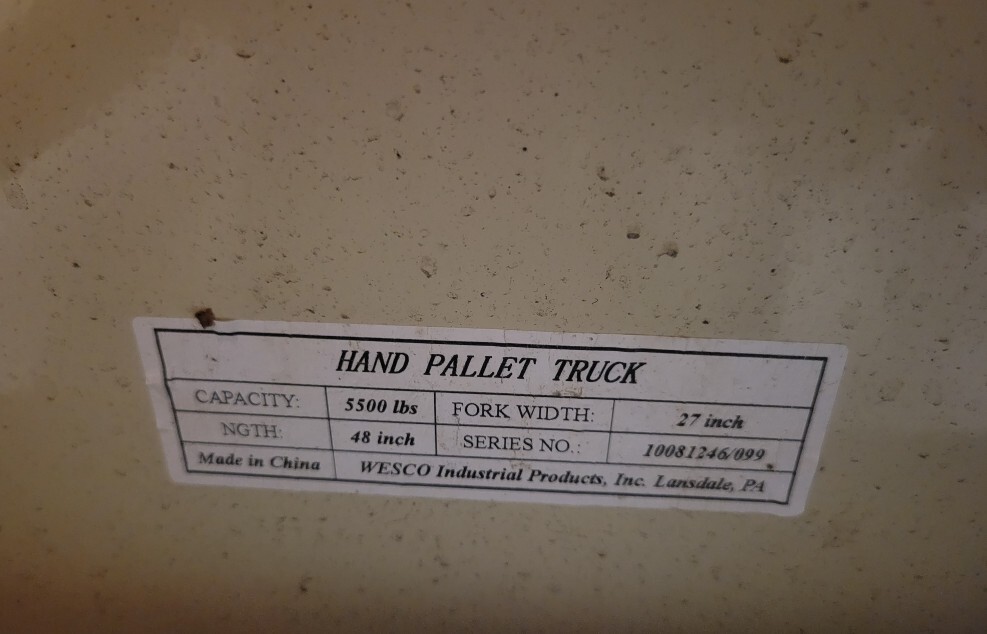 HAND PALLET TRUCK
CAPACITY: 5500 lbs FORK WIDTH: 27 inch
NGTH: 48 inch SERIES NO.: 10081246/099
Made in China WESCO Industrial Products, Inc. Lansdale, PA